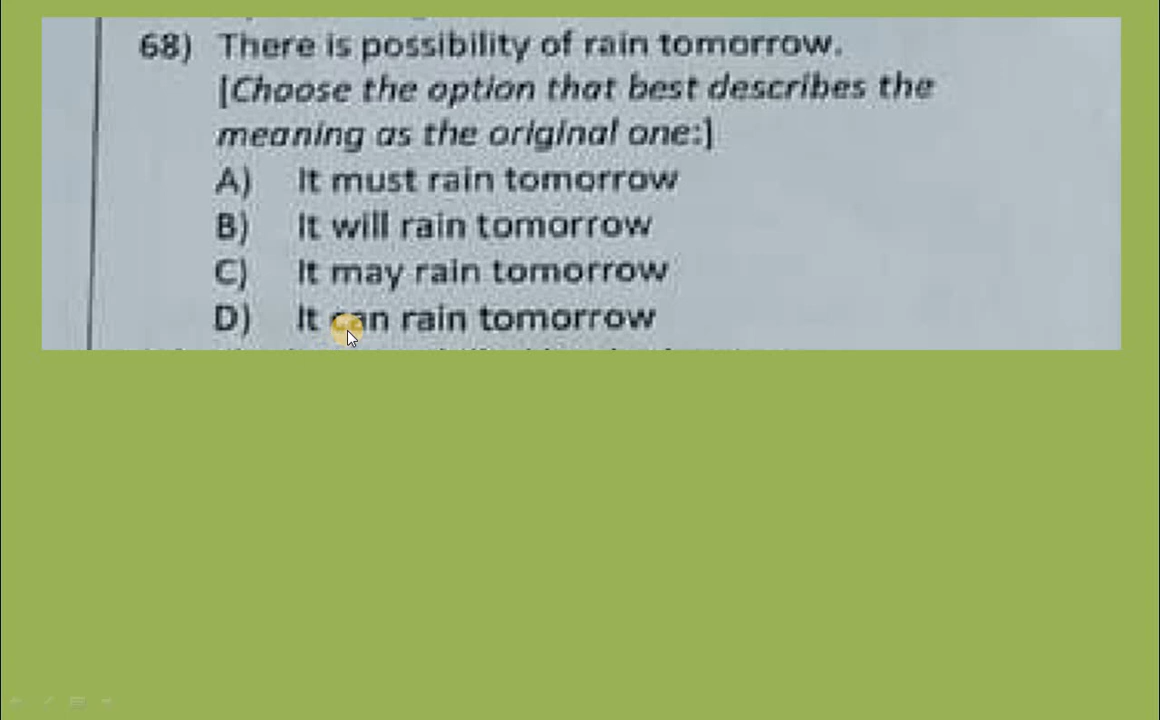 68) There is possibility of rain tomorrow.
[Choose the option that best describes the
meaning as the original one:]
A) It must rain tomorrow
B) It will rain tomorrow
C) It may rain tomorrow
D) It can rain tomorrow